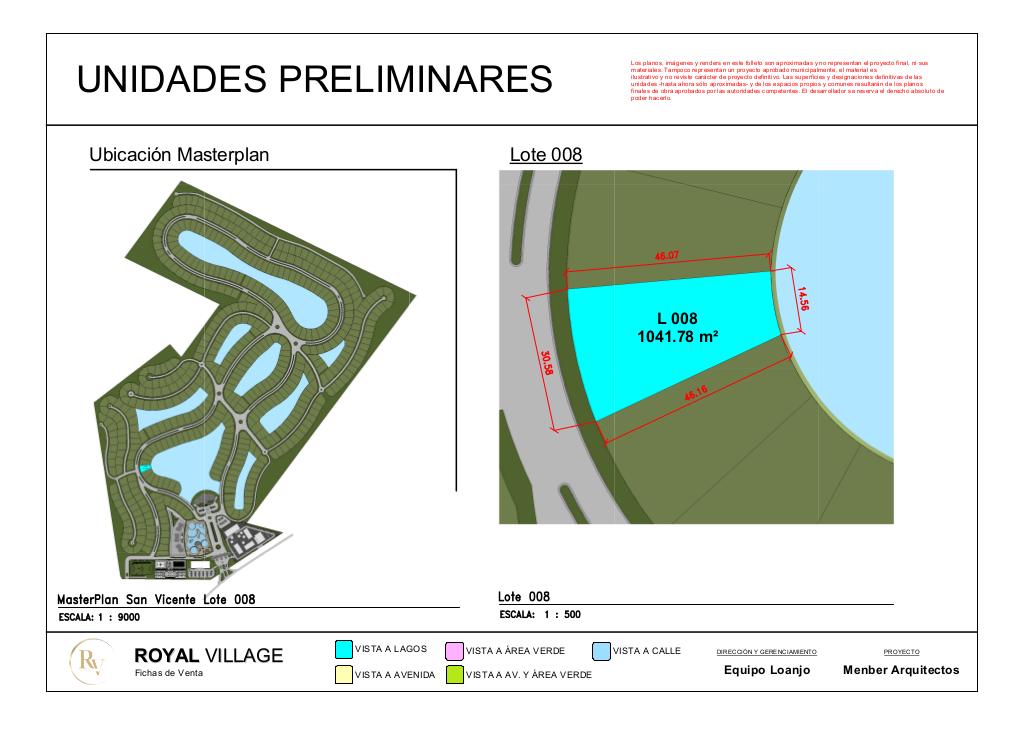 UNIDADES PRELIMINARES
Los planos, imágenes y renders en este folleto son aproximadas y no representan el proyecto final, ni sus
materiales. Tampoco representan un proyecto aprobado municipalmente, el material es
ilustrativo y no reviste carácter de proyecto definitivo. Las superficies y designaciones definitivas de las
unidades -hasta ahora sólo aproximadas- y de los espacios propios y comunes resultarán de los planos
finales de obra aprobados por las autoridades competentes. El desarrollador se reserva el derecho absoluto de
poder hacerlo.
Ubicación Masterplan
Lote 008
46.07
14.56
L 008
1041.78 m²
30.58
46.16
MasterPlan San Vicente Lote 008
ESCALA: 1 : 9000
Lote 008
ESCALA: 1 : 500
RV
ROYAL VILLAGE
Fichas de Venta
VISTA A LAGOS
VISTA A ÁREA VERDE
VISTA A CALLE
VISTA A AVENIDA
VISTA A AV. Y ÁREA VERDE
DIRECCIÓN Y GERENCIAMIENTO
Equipo Loanjo
PROYECTO
Menber Arquitectos